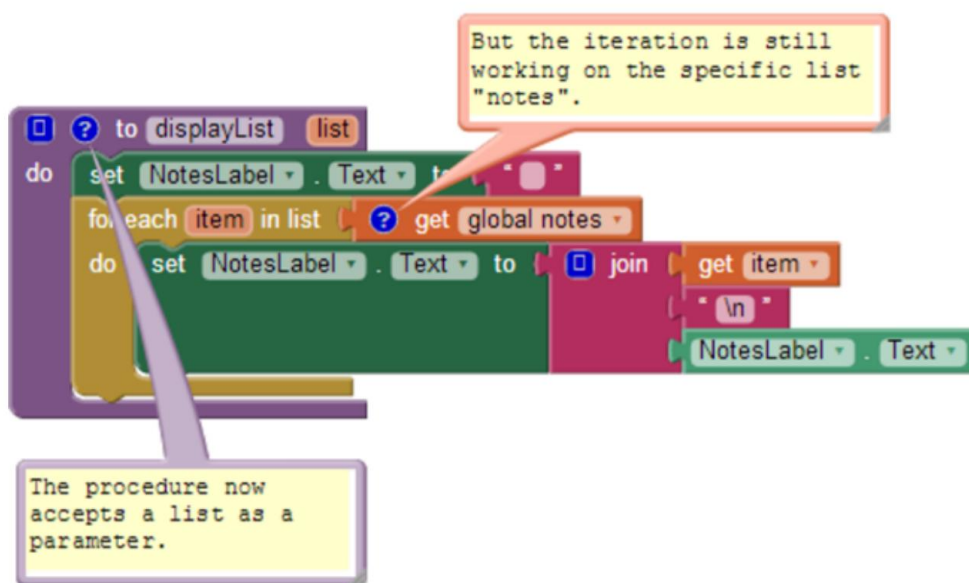 But the iteration is still
working on the specific list
"notes".
? to displayList list
do set NotesLabel . Text to " "
for each item in list ? get global notes
do set NotesLabel . Text to join get item
" \n "
NotesLabel . Text
The procedure now
accepts a list as a
parameter.